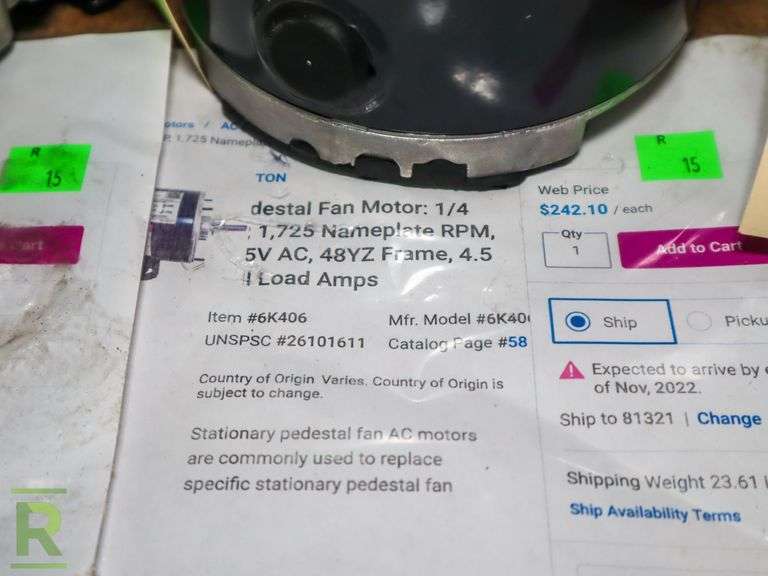 R
15
Cart
otors / AC
P, 1,725 Namepl
TON
destal Fan Motor: 1/4
, 1,725 Nameplate RPM,
5V AC, 48YZ Frame, 4.5
l Load Amps
Item #6K406
Mfr. Model #6K40
UNSPSC #26101611
Catalog Page #58
Country of Origin Varies. Country of Origin is
subject to change.
Stationary pedestal fan AC motors
are commonly used to replace
specific stationary pedestal fan
R
15
Web Price
$242.10 / each
Qty
1
Add to Cart
Ship
Picku
Expected to arrive by
of Nov, 2022.
Ship to 81321 | Change
Shipping Weight 23.61
Ship Availability Terms
R